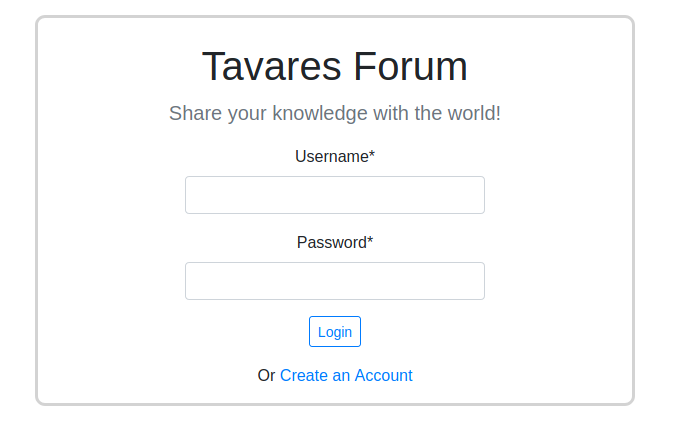 Tavares Forum
Share your knowledge with the world!
Username*
Password*
Login
Or Create an Account